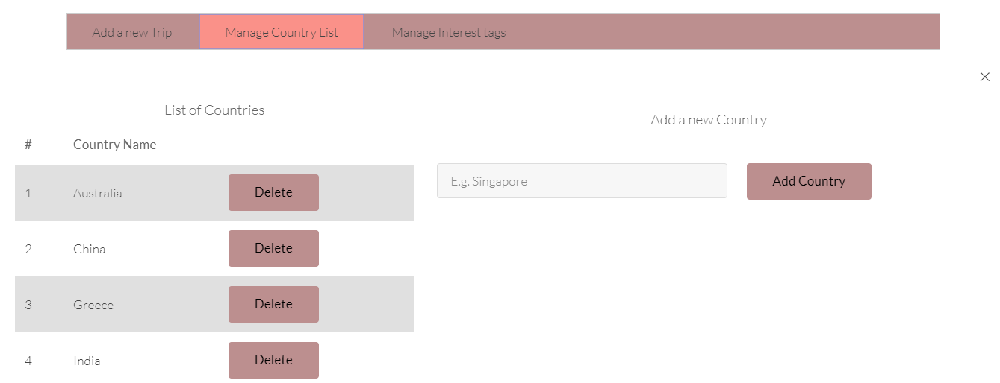 Add a new Trip Manage Country List Manage Interest tags
List of Countries
Add a new Country
# Country Name
E.g. Singapore Add Country
1 Australia Delete
2 China Delete
3 Greece Delete
4 India Delete